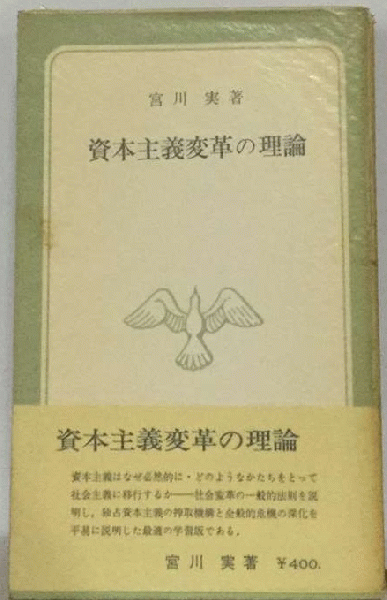 宮川 実 著
資本主義変革の理論
資本主義変革の理論
資本主義はなぜ必然的に・どのようなかたちをとって
社会主義に移行するか――社会変革の一般的法則を説
明し、独占資本主義の搾取機構と全般的危機の深化を
平易に説明した最適の学習版である。
宮川 実著 ¥400.